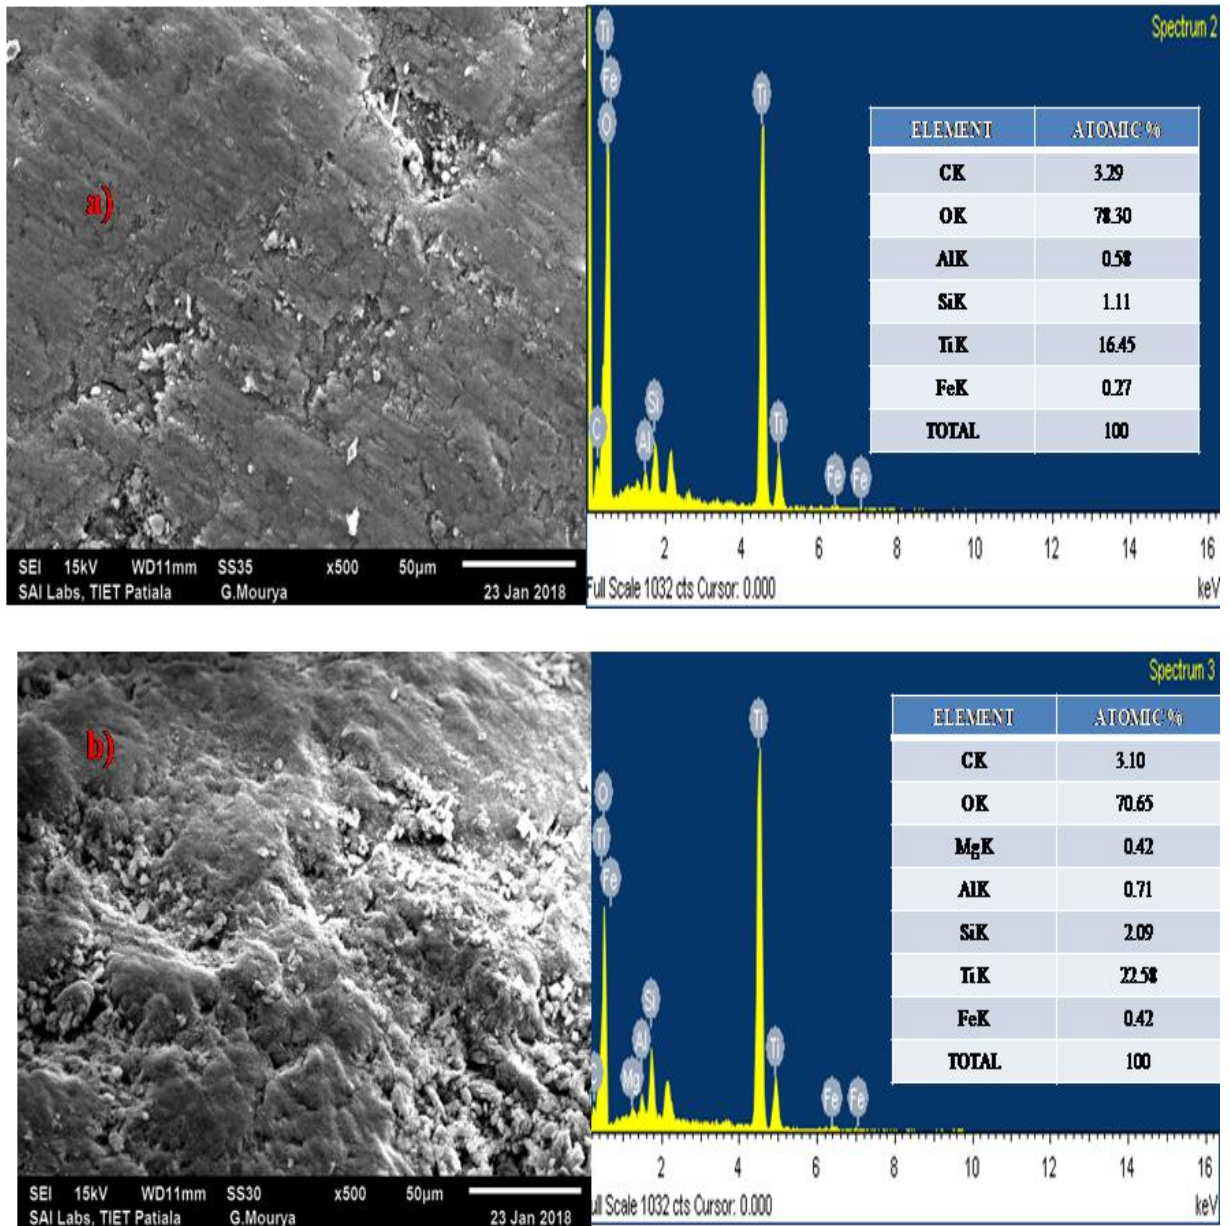 a)
SEI 15kV WD11mm SS35 x500 50µm
SAI Labs, TIET Patiala G.Mourya 23 Jan 2018
Spectrum 2
Ti
Fe
O
C
Al
Si
Ti
Ti
Fe
Fe
ELEMENT ATOMIC %
CK 3.29
OK 78.30
AlK 0.58
SiK 1.11
TiK 16.45
FeK 0.27
TOTAL 100
2 4 6 8 10 12 14 16
Full Scale 1032 cts Cursor: 0.000 keV
b)
SEI 15kV WD11mm SS30 x500 50µm
SAI Labs, TIET Patiala G.Mourya 23 Jan 2018
Spectrum 3
O
Ti
Fe
C
Mg
Al
Si
Ti
Ti
Fe
Fe
ELEMENT ATOMIC %
CK 3.10
OK 70.65
MgK 0.42
AlK 0.71
SiK 2.09
TiK 22.58
FeK 0.42
TOTAL 100
2 4 6 8 10 12 14 16
ull Scale 1032 cts Cursor: 0.000 keV